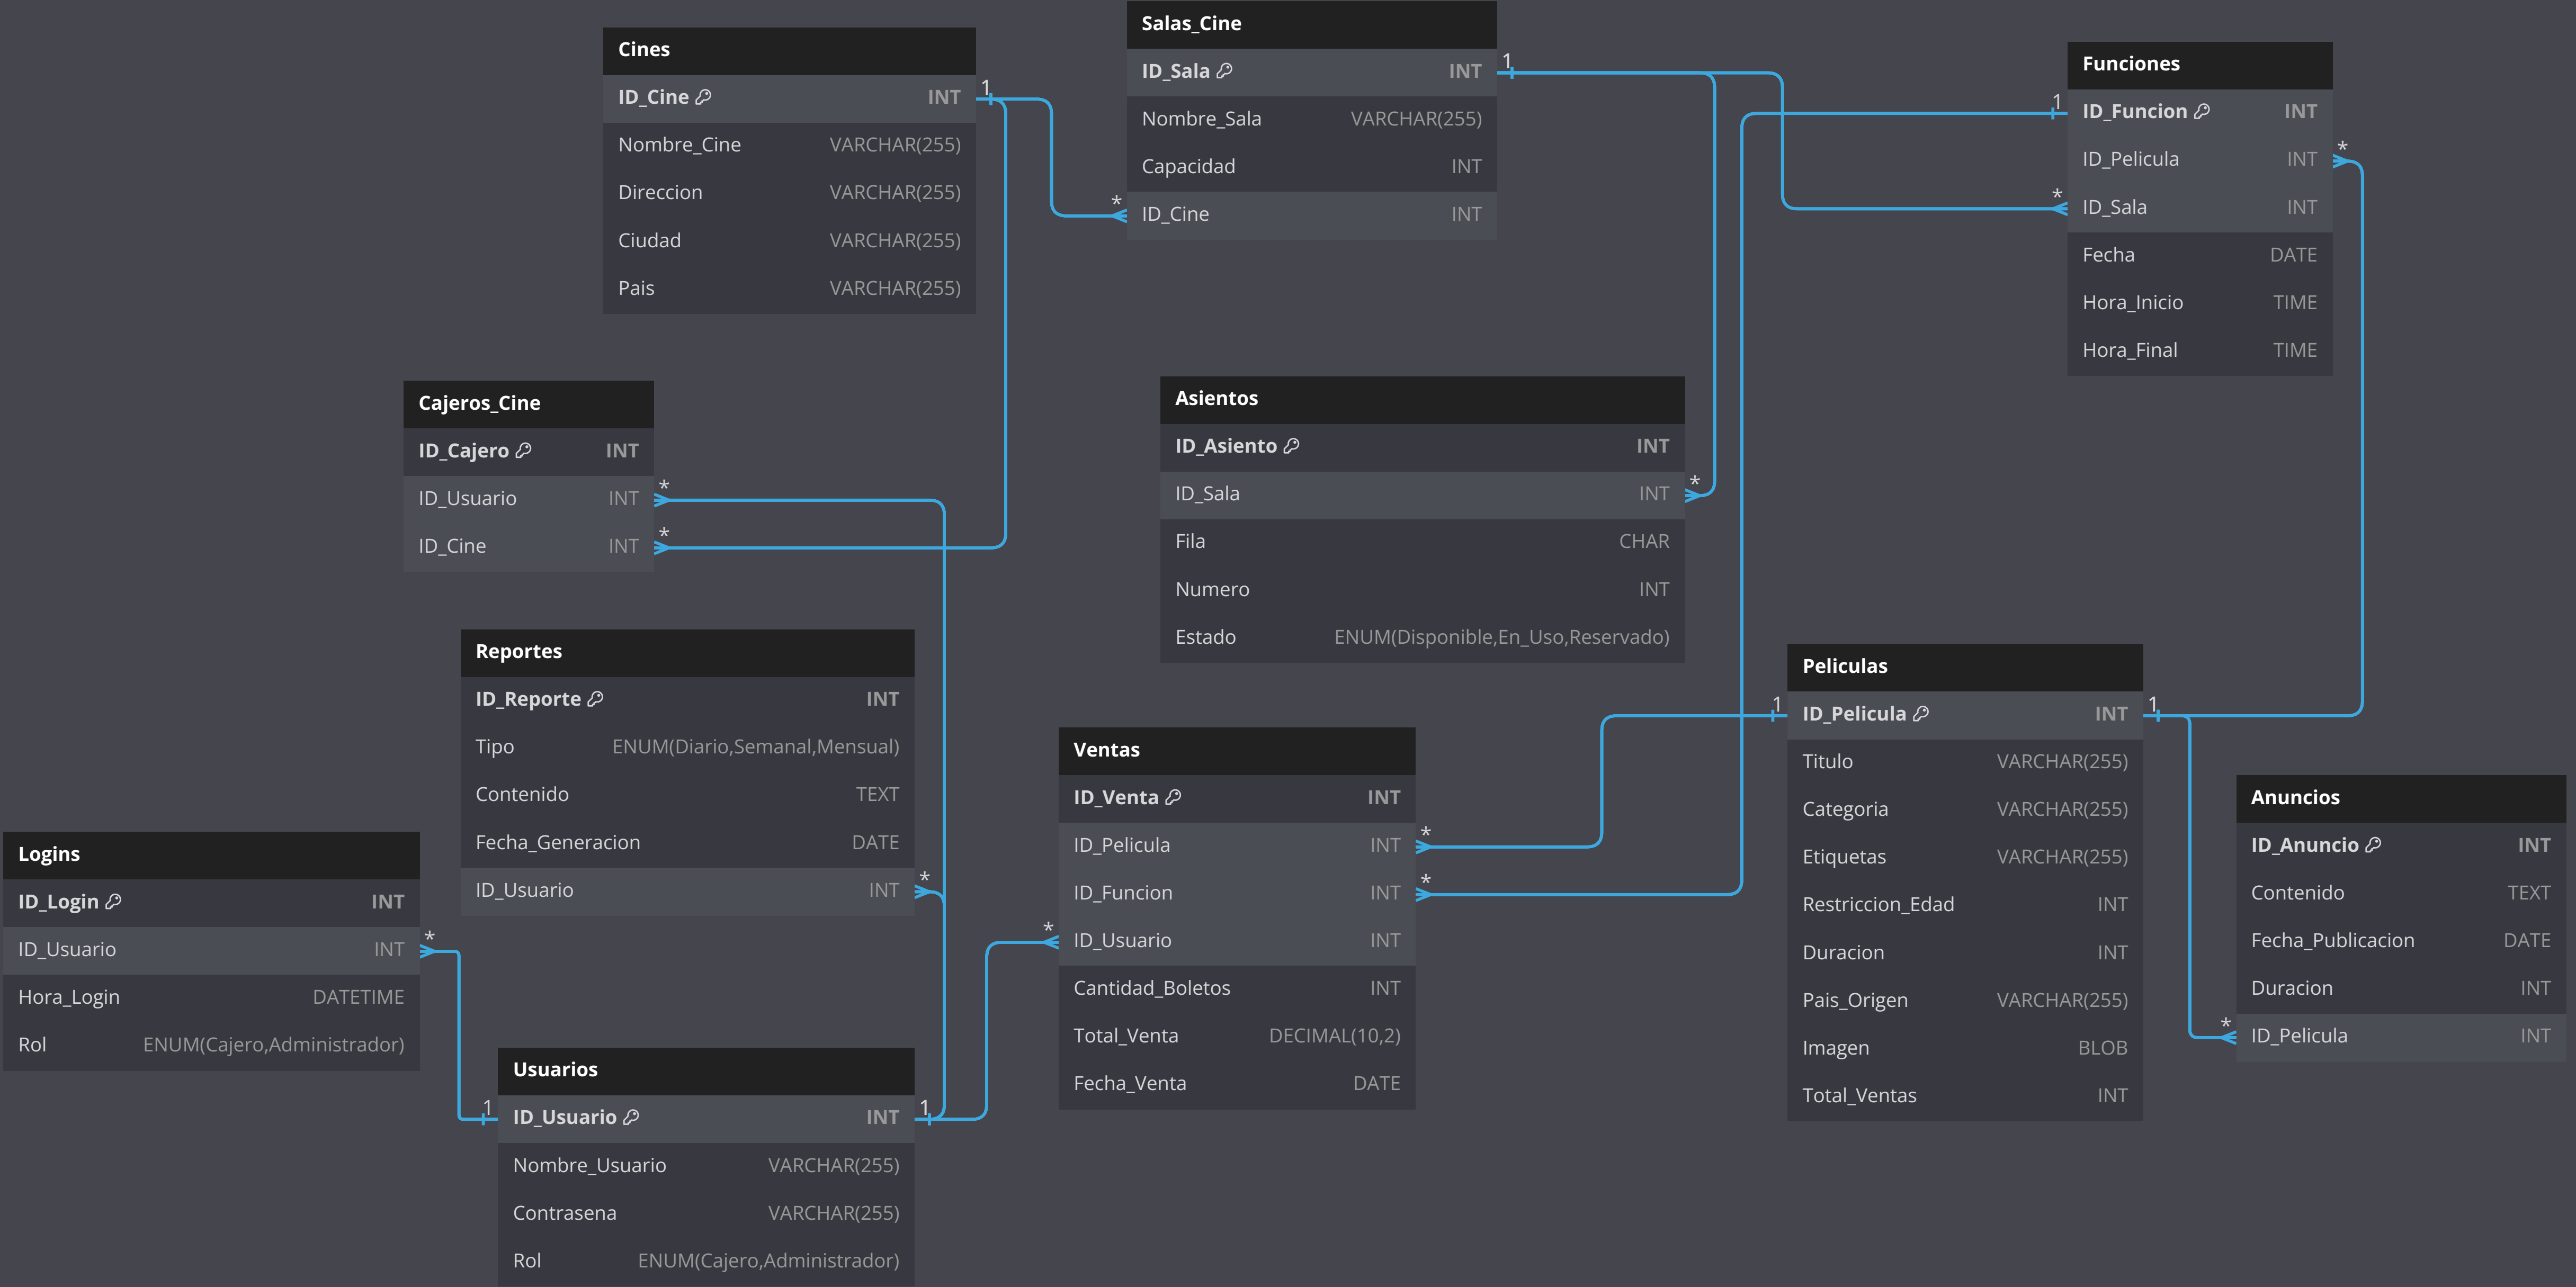 Cines
ID_Cine INT
Nombre_Cine VARCHAR(255)
Direccion VARCHAR(255)
Ciudad VARCHAR(255)
Pais VARCHAR(255)
1
Salas_Cine
ID_Sala INT
Nombre_Sala VARCHAR(255)
Capacidad INT
* ID_Cine INT
1
Funciones
1 ID_Funcion INT
ID_Pelicula INT *
* ID_Sala INT
Fecha DATE
Hora_Inicio TIME
Hora_Final TIME
Cajeros_Cine
ID_Cajero INT
ID_Usuario INT *
ID_Cine INT *
Asientos
ID_Asiento INT
ID_Sala INT *
Fila CHAR
Numero INT
Estado ENUM(Disponible,En_Uso,Reservado)
Reportes
ID_Reporte INT
Tipo ENUM(Diario,Semanal,Mensual)
Contenido TEXT
Fecha_Generacion DATE
ID_Usuario INT *
Ventas
ID_Venta INT
ID_Pelicula INT *
ID_Funcion INT *
* ID_Usuario INT
Cantidad_Boletos INT
Total_Venta DECIMAL(10,2)
Fecha_Venta DATE
Peliculas
1 ID_Pelicula INT 1
Titulo VARCHAR(255)
Categoria VARCHAR(255)
Etiquetas VARCHAR(255)
Restriccion_Edad INT
Duracion INT
Pais_Origen VARCHAR(255)
Imagen BLOB
Total_Ventas INT
Anuncios
ID_Anuncio INT
Contenido TEXT
Fecha_Publicacion DATE
Duracion INT
* ID_Pelicula INT
Logins
ID_Login INT
ID_Usuario INT *
Hora_Login DATETIME
Rol ENUM(Cajero,Administrador)
Usuarios
1 ID_Usuario INT 1
Nombre_Usuario VARCHAR(255)
Contrasena VARCHAR(255)
Rol ENUM(Cajero,Administrador)